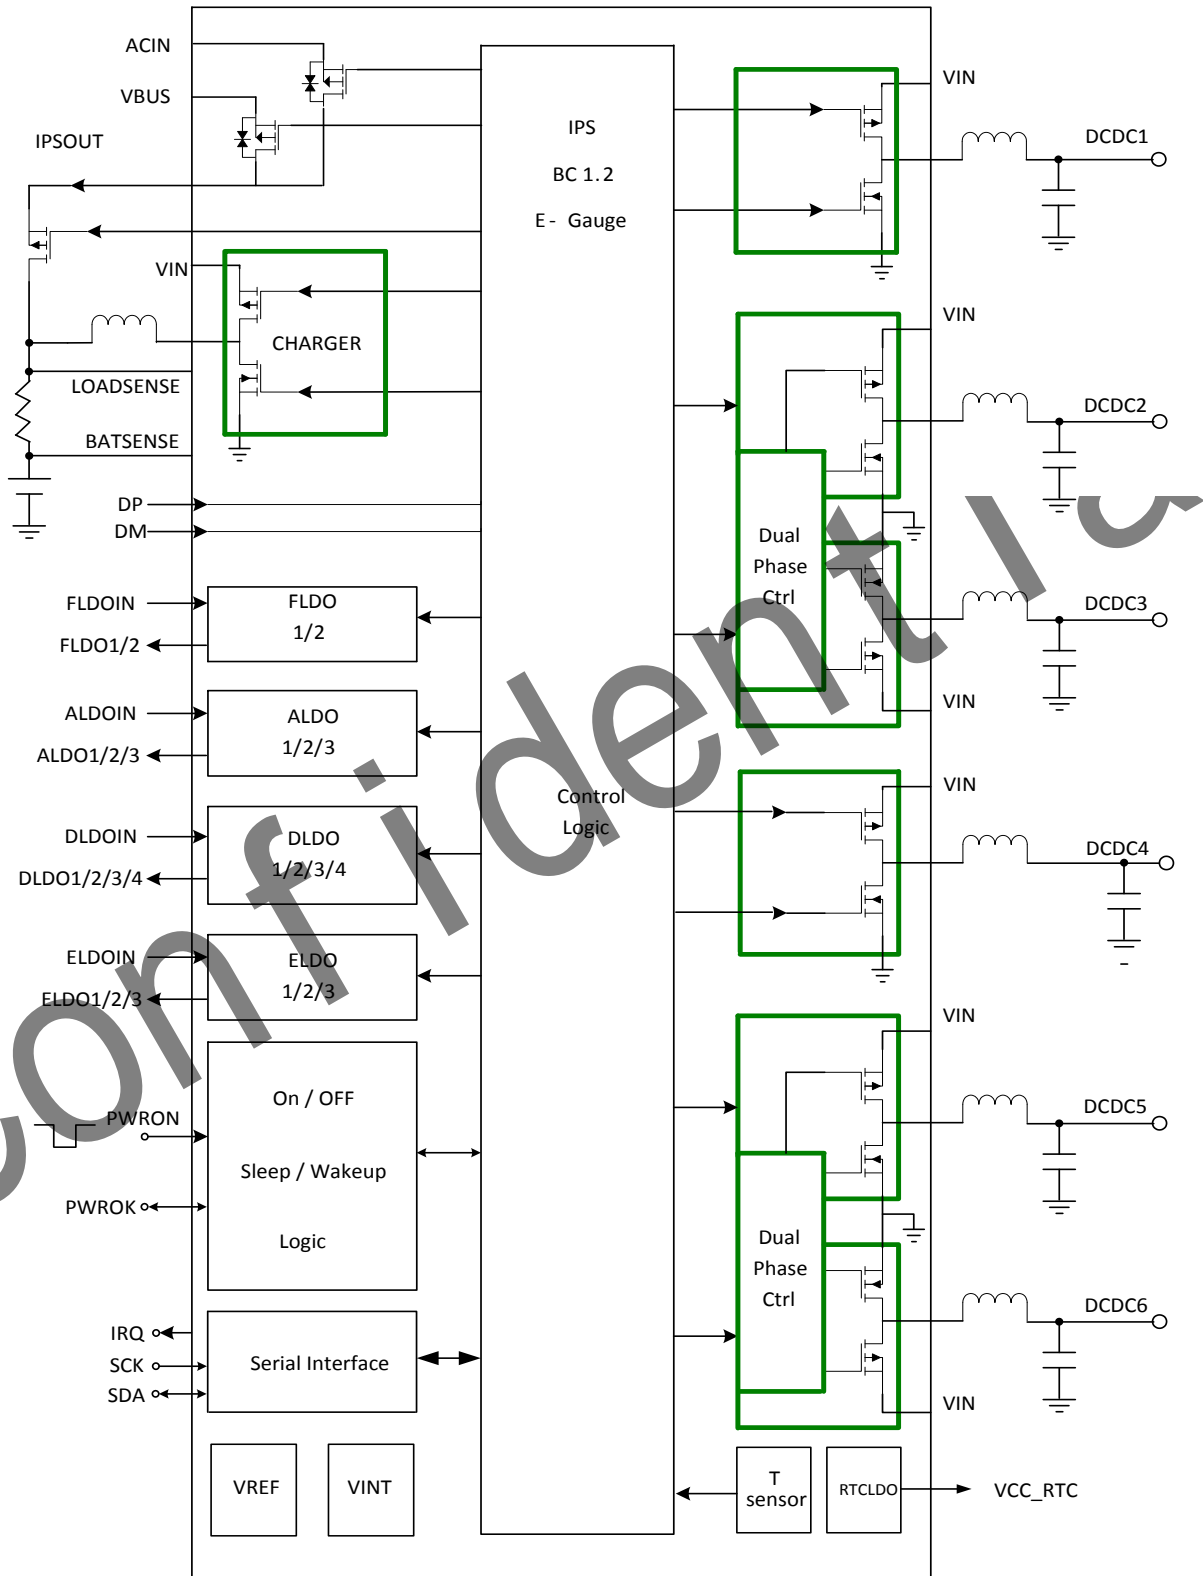 ACIN
VBUS
IPSOUT
VIN
CHARGER
LOADSENSE
BATSENSE
DP
DM
FLDOIN
FLDO1/2
FLDO
1/2
ALDOIN
ALDO1/2/3
ALDO
1/2/3
DLDOIN
DLDO1/2/3/4
DLDO
1/2/3/4
ELDOIN
ELDO1/2/3
ELDO
1/2/3
PWRON
PWROK
On / OFF
Sleep / Wakeup
Logic
IRQ
SCK
SDA
Serial Interface
VREF
VINT
IPS
BC 1.2
E- Gauge
Control
Logic
VIN
DCDC1
VIN
DCDC2
Dual
Phase
Ctrl
DCDC3
VIN
VIN
DCDC4
VIN
DCDC5
Dual
Phase
Ctrl
DCDC6
VIN
T
sensor
RTCLDO
VCC_RTC
Confidential